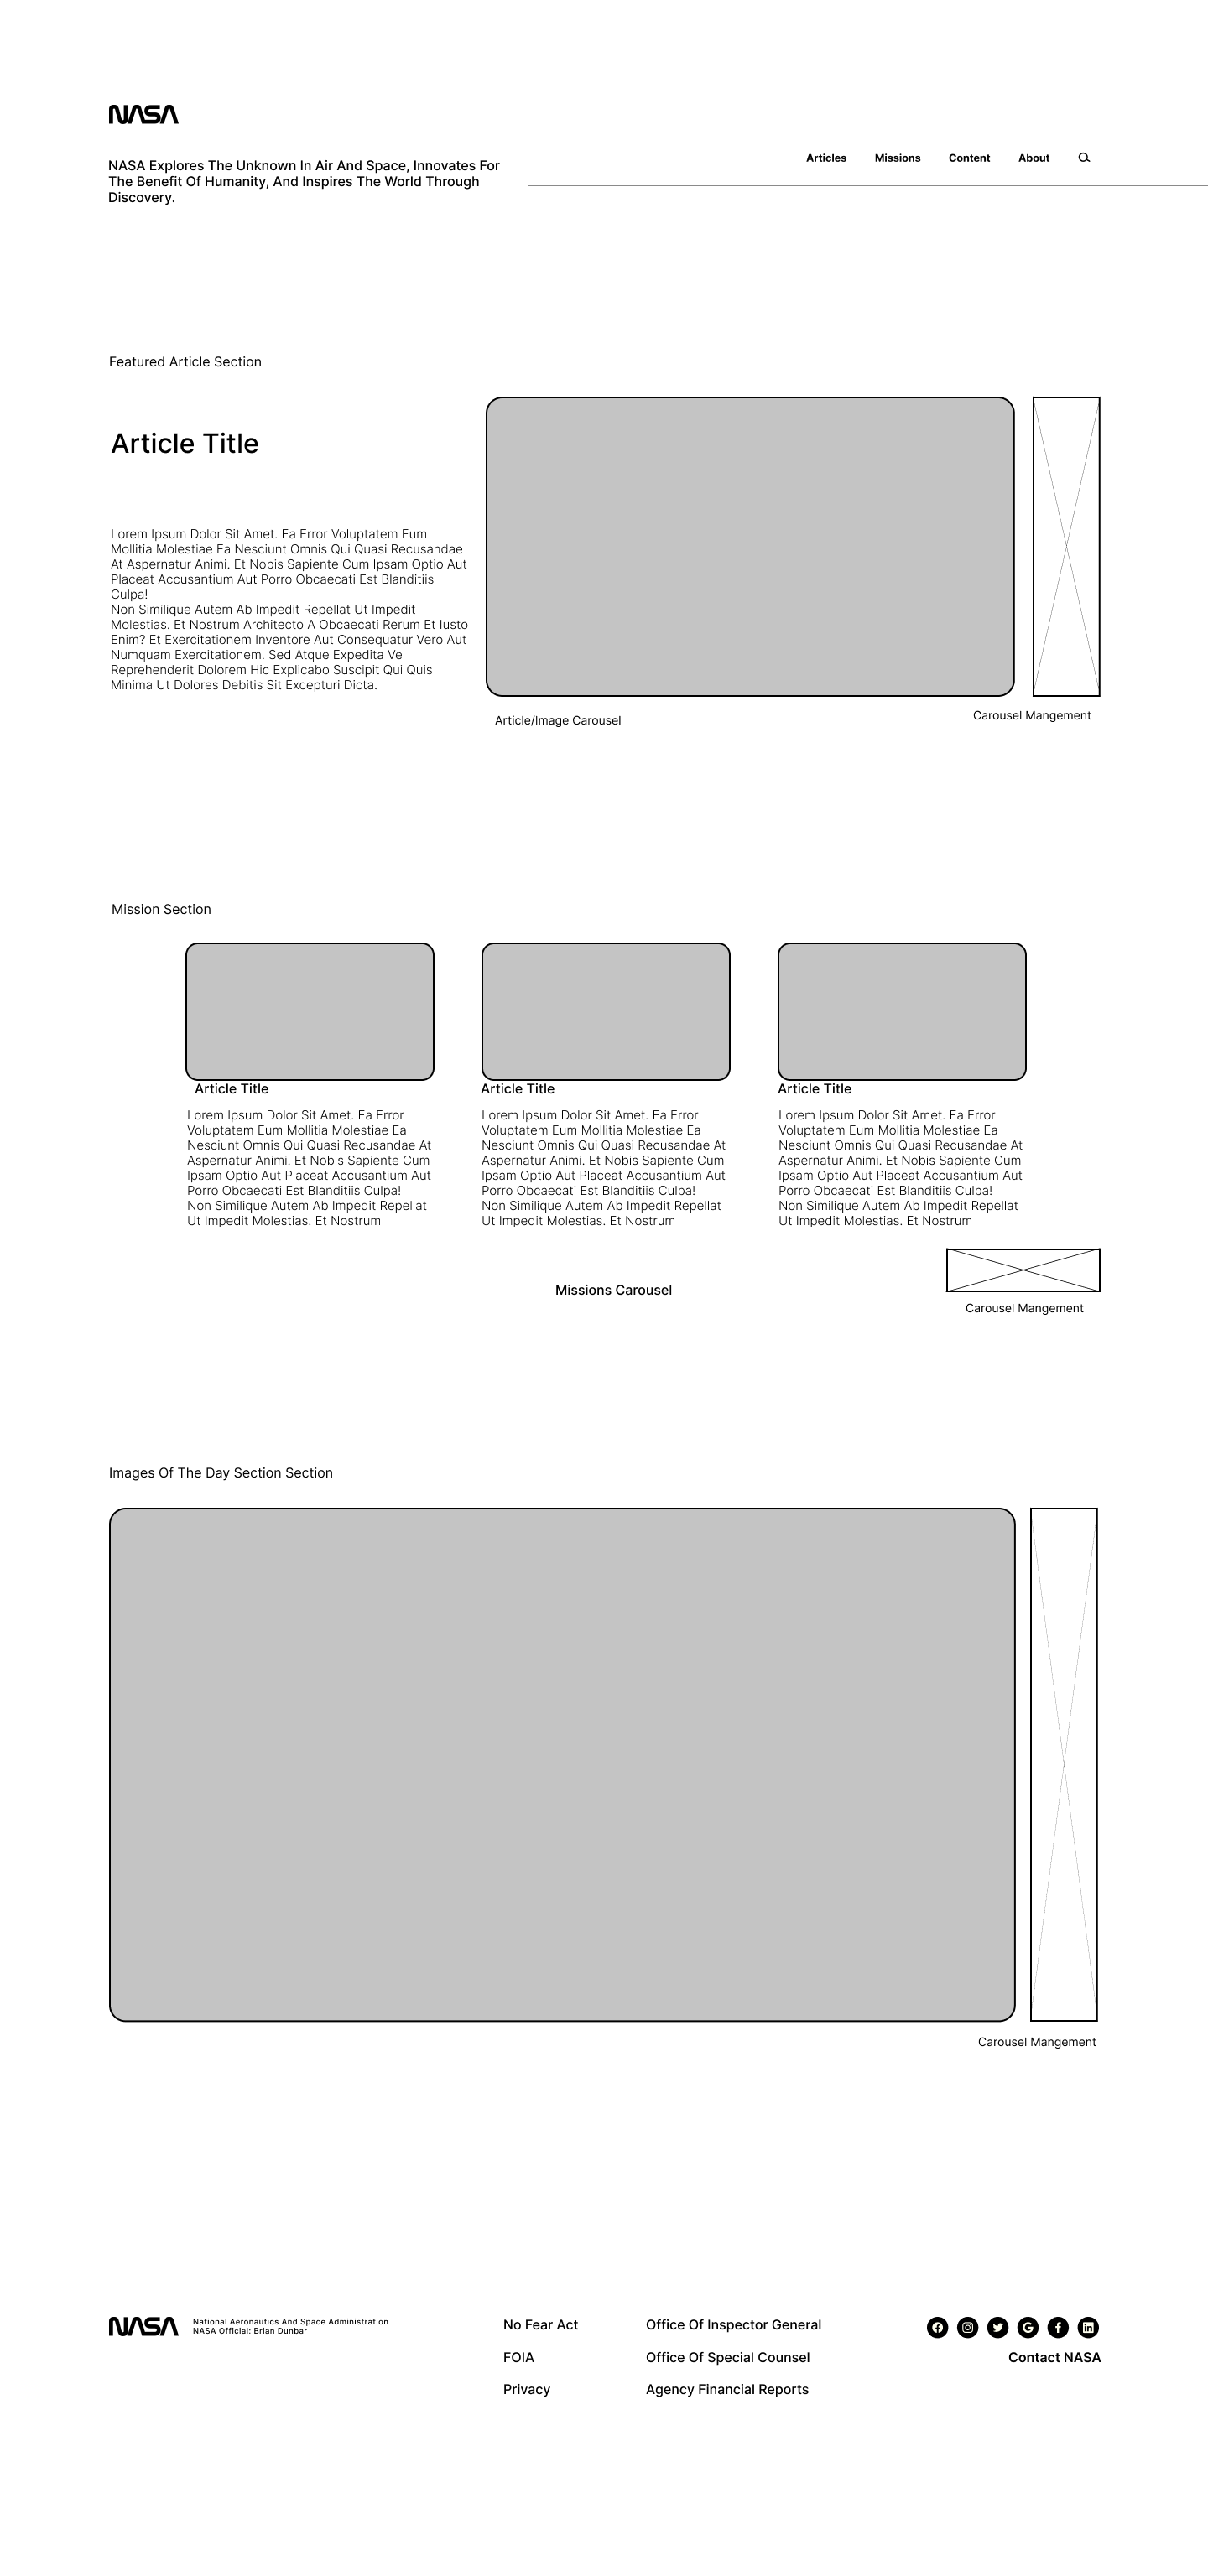 NASA
NASA Explores The Unknown In Air And Space, Innovates For
The Benefit Of Humanity, And Inspires The World Through
Discovery.
Articles Missions Content About
Featured Article Section
Article Title
Lorem Ipsum Dolor Sit Amet. Ea Error Voluptatem Eum
Mollitia Molestiae Ea Nesciunt Omnis Qui Quasi Recusandae
At Aspernatur Animi. Et Nobis Sapiente Cum Ipsam Optio Aut
Placeat Accusantium Aut Porro Obcaecati Est Blanditiis
Culpa!
Non Similique Autem Ab Impedit Repellat Ut Impedit
Molestias. Et Nostrum Architecto A Obcaecati Rerum Et Iusto
Enim? Et Exercitationem Inventore Aut Consequatur Vero Aut
Numquam Exercitationem. Sed Atque Expedita Vel
Reprehenderit Dolorem Hic Explicabo Suscipit Qui Quis
Minima Ut Dolores Debitis Sit Excepturi Dicta.
Article/Image Carousel
Carousel Mangement
Mission Section
Article Title
Lorem Ipsum Dolor Sit Amet. Ea Error
Voluptatem Eum Mollitia Molestiae Ea
Nesciunt Omnis Qui Quasi Recusandae At
Aspernatur Animi. Et Nobis Sapiente Cum
Ipsam Optio Aut Placeat Accusantium Aut
Porro Obcaecati Est Blanditiis Culpa!
Non Similique Autem Ab Impedit Repellat
Ut Impedit Molestias. Et Nostrum
Article Title
Lorem Ipsum Dolor Sit Amet. Ea Error
Voluptatem Eum Mollitia Molestiae Ea
Nesciunt Omnis Qui Quasi Recusandae At
Aspernatur Animi. Et Nobis Sapiente Cum
Ipsam Optio Aut Placeat Accusantium Aut
Porro Obcaecati Est Blanditiis Culpa!
Non Similique Autem Ab Impedit Repellat
Ut Impedit Molestias. Et Nostrum
Article Title
Lorem Ipsum Dolor Sit Amet. Ea Error
Voluptatem Eum Mollitia Molestiae Ea
Nesciunt Omnis Qui Quasi Recusandae At
Aspernatur Animi. Et Nobis Sapiente Cum
Ipsam Optio Aut Placeat Accusantium Aut
Porro Obcaecati Est Blanditiis Culpa!
Non Similique Autem Ab Impedit Repellat
Ut Impedit Molestias. Et Nostrum
Missions Carousel
Carousel Mangement
Images Of The Day Section Section
Carousel Mangement
NASA
National Aeronautics And Space Administration
NASA Official: Brian Dunbar
No Fear Act
FOIA
Privacy
Office Of Inspector General
Office Of Special Counsel
Agency Financial Reports
Contact NASA